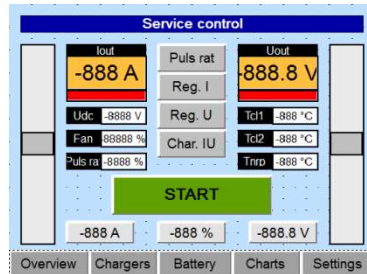 Service control
Iout
-888 A
Puls rat
Reg. I
Reg. U
Char. IU
Uout
-888.8 V
Udc -8888 V
Fan -88888 %
Puls rat -8888 %
Tcl1 -888 °C
Tcl2 -888 °C
Tnrp -888 °C
START
-888 A -888 % -888.8 V
Overview Chargers Battery Charts Settings